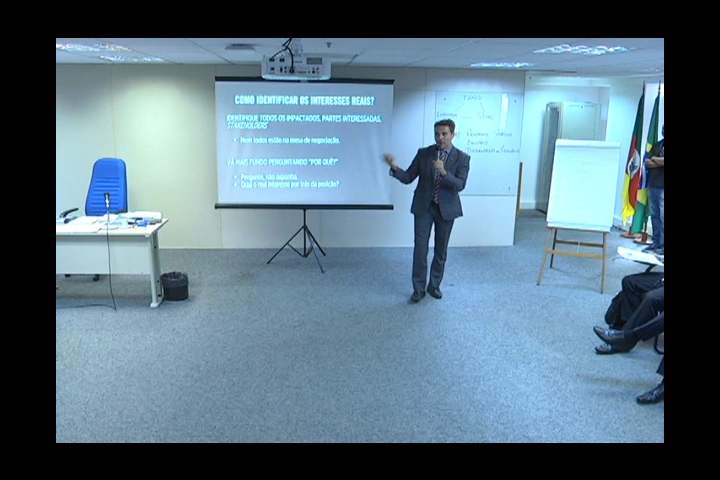 COMO IDENTIFICAR OS INTERESSES REAIS?
IDENTIFIQUE TODOS OS IMPACTADOS, PARTES INTERESSADAS,
STAKEHOLDERS
Nem todos estão na mesa de negociação.
VÁ MAIS FUNDO PERGUNTANDO "POR QUÊ?"
Pergunte, não suponha.
Qual o real interesse por trás da posição?